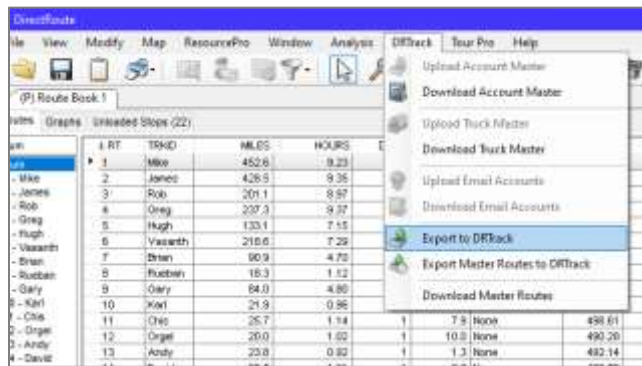 DirectRoute
File View Modify Map ResourcePro Window Analysis DRTrack Tour Pro Help
Upload Account Master
Download Account Master
Upload Truck Master
Download Truck Master
Upload Email Accounts
Download Email Accounts
Export to DRTrack
Export Master Routes to DRTrack
Download Master Routes
(P) Route Book 1
Graphs Unloaded Stops (22)
RT TRKID MILES HOURS
1 Mike 452.6 9.23
2 James 428.5 9.35
3 Rob 201.1 8.97
4 Greg 237.3 9.37
5 Hugh 133.1 7.15
6 Vasanth 218.6 7.29
7 Brian 90.9 4.70
8 Rueben 18.3 1.12
9 Gary 84.0 4.80
10 Karl 21.9 0.96
11 Chis 25.7 1.14 1 7.9 None 498.61
12 Orgel 20.0 1.02 1 10.0 None 490.20
13 Andy 23.8 0.92 1 1.3 None 492.14
- Mike
- James
- Rob
- Greg
- Hugh
- Vasanth
- Brian
- Rueben
- Gary
- Karl
- Chis
- Orgel
- Andy
- David